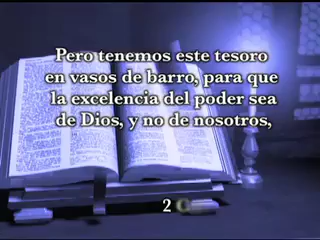 Pero tenemos este tesoro
en vasos de barro, para que
la excelencia del poder sea
de Dios, y no de nosotros,
2